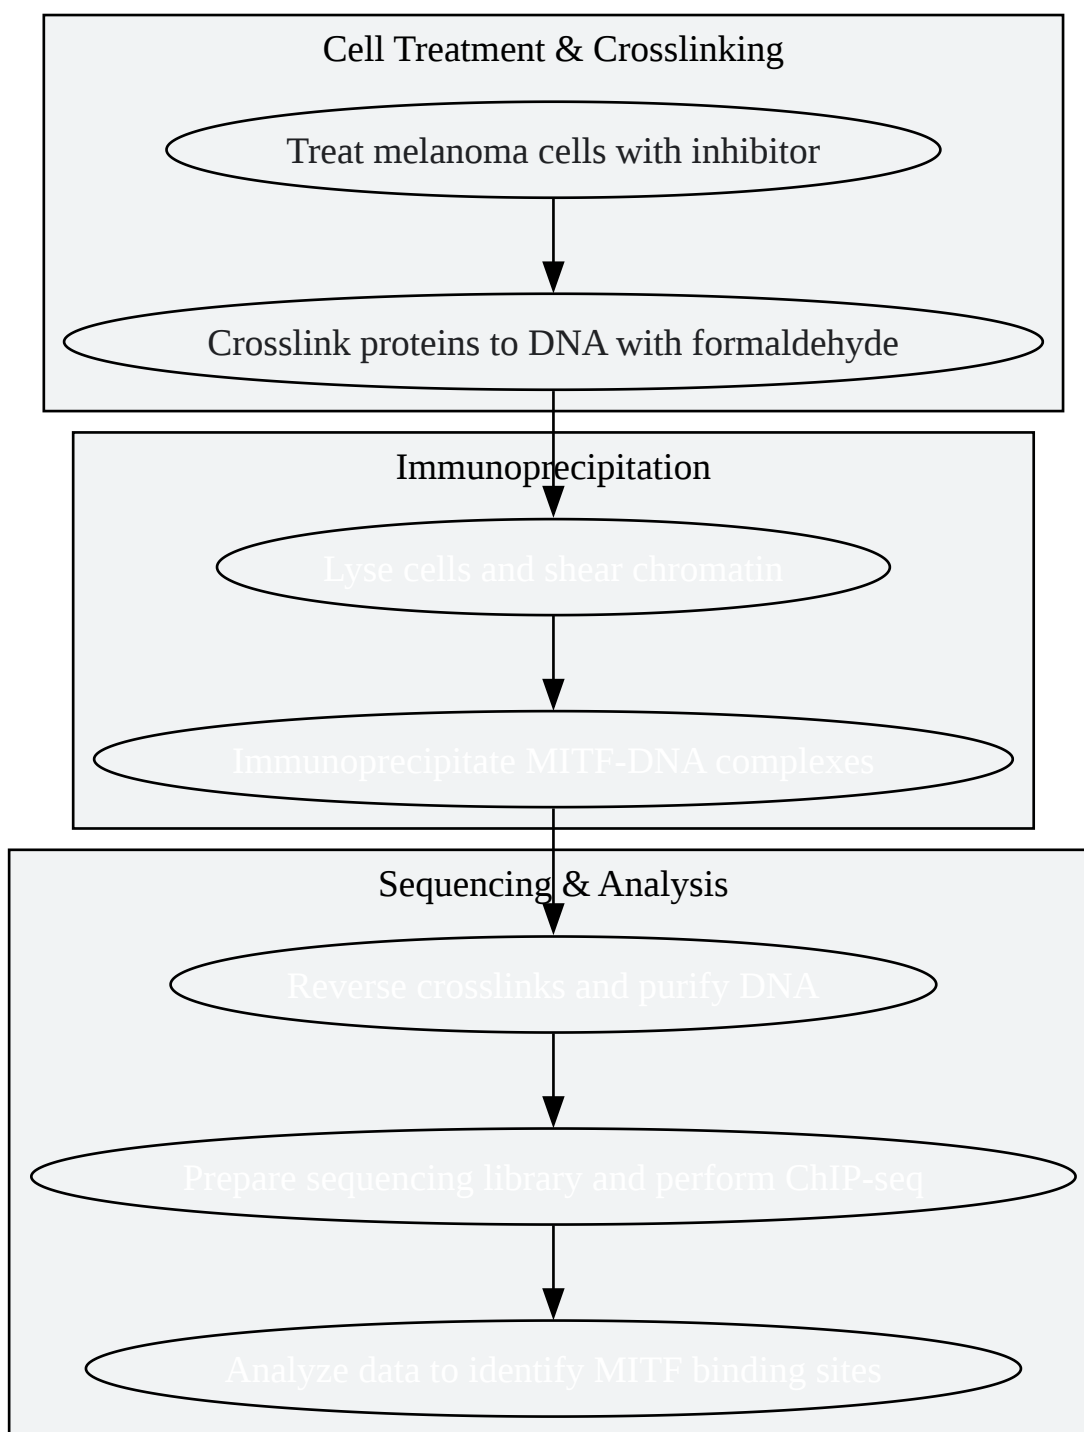 Cell Treatment & Crosslinking
Treat melanoma cells with inhibitor
Crosslink proteins to DNA with formaldehyde
Immunoprecipitation
Lyse cells and shear chromatin
Immunoprecipitate MITF-DNA complexes
Sequencing & Analysis
Reverse crosslinks and purify DNA
Prepare sequencing library and perform ChIP-seq
Analyze data to identify MITF binding sites